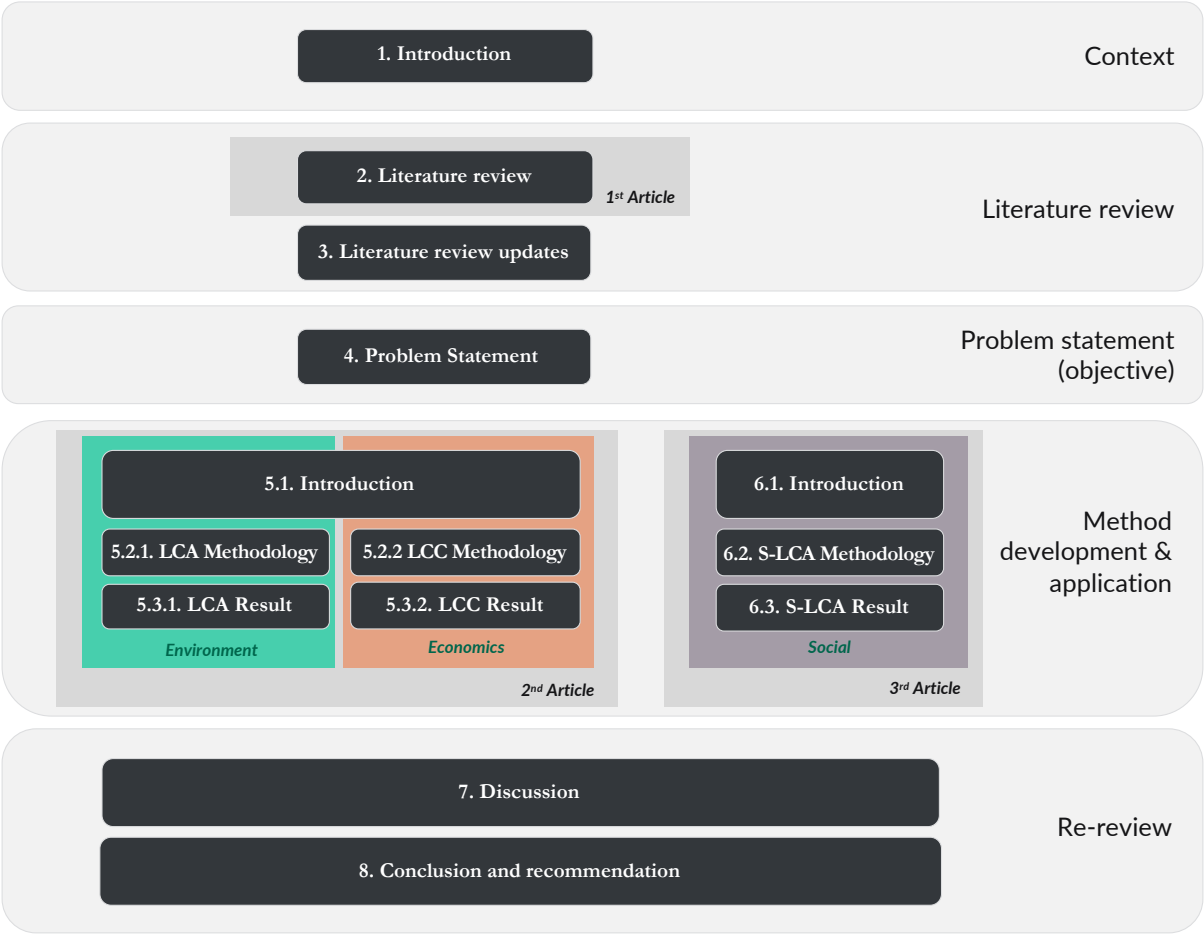 1. Introduction
Context
2. Literature review
1st Article
3. Literature review updates
Literature review
4. Problem Statement
Problem statement
(objective)
5.1. Introduction
5.2.1. LCA Methodology
5.2.2 LCC Methodology
5.3.1. LCA Result
5.3.2. LCC Result
Environment
Economics
2nd Article
6.1. Introduction
6.2. S-LCA Methodology
6.3. S-LCA Result
Social
3rd Article
Method
development &
application
7. Discussion
8. Conclusion and recommendation
Re-review